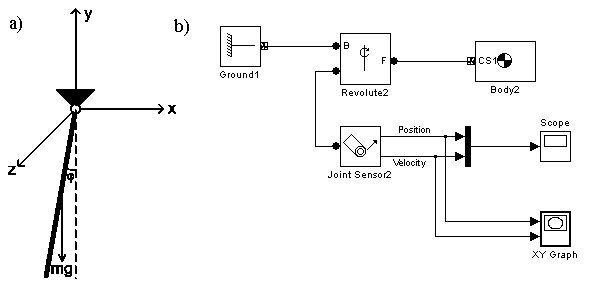 a)
y
x
z
φ
mg
b)
Ground1
B
F
Revolute2
CS1
Body2
Joint Sensor2
Position
Velocity
Scope
XY Graph